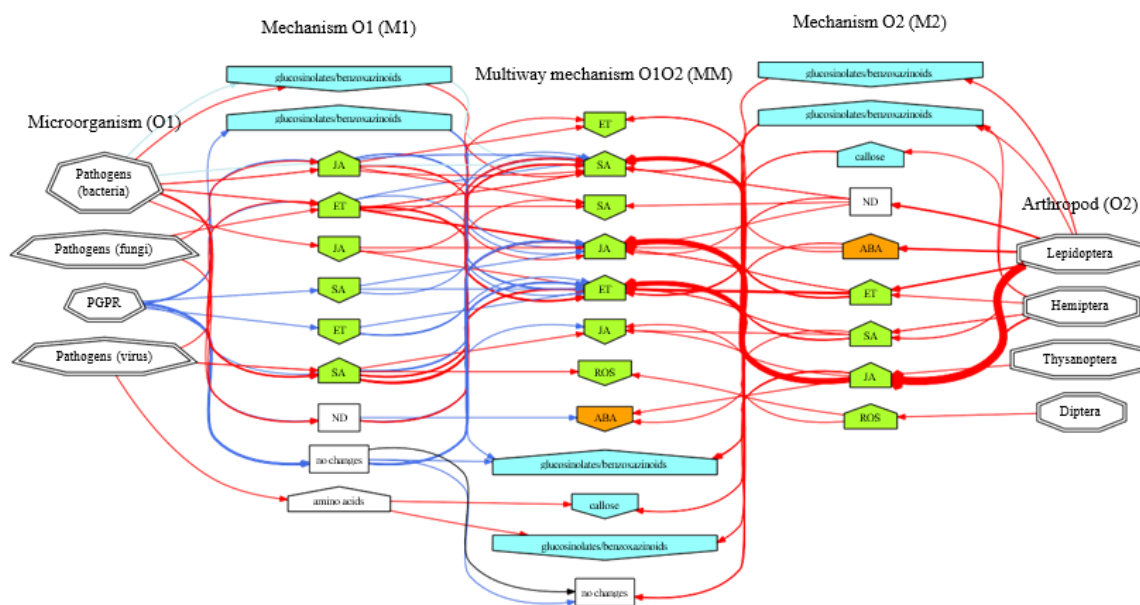 Mechanism O1 (M1)
Multiway mechanism O1O2 (MM)
Mechanism O2 (M2)
Microorganism (O1)
Arthropod (O2)
Pathogens
(bacteria)
Pathogens (fungi)
PGPR
Pathogens (virus)
glucosinolates/benzoxazinoids
glucosinolates/benzoxazinoids
JA
ET
JA
SA
ET
SA
ND
no changes
amino acids
ET
SA
SA
JA
ET
JA
ROS
ABA
glucosinolates/benzoxazinoids
callose
glucosinolates/benzoxazinoids
no changes
glucosinolates/benzoxazinoids
glucosinolates/benzoxazinoids
callose
ND
ABA
ET
SA
JA
ROS
Lepidoptera
Hemiptera
Thysanoptera
Diptera